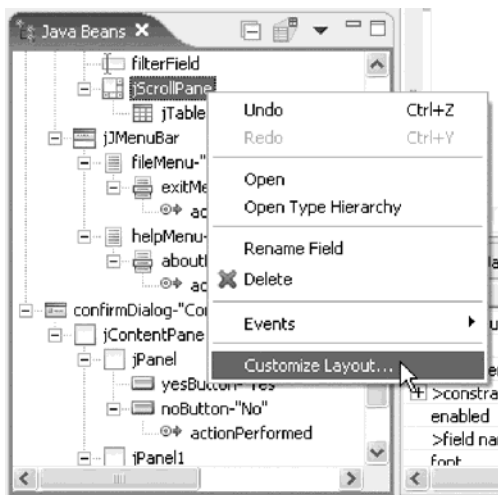 Java Beans
filterField
jScrollPane
jTable
jJMenuBar
fileMenu-"
exitMe
ac
helpMenu-
about
ac
confirmDialog-"Co
jContentPane
jPanel
yesButton-"Yes"
noButton-"No"
actionPerformed
jPanel1
Undo Ctrl+Z
Redo Ctrl+Y
Open
Open Type Hierarchy
Rename Field
Delete
Events
Customize Layout...
>constra
enabled
>field na
font